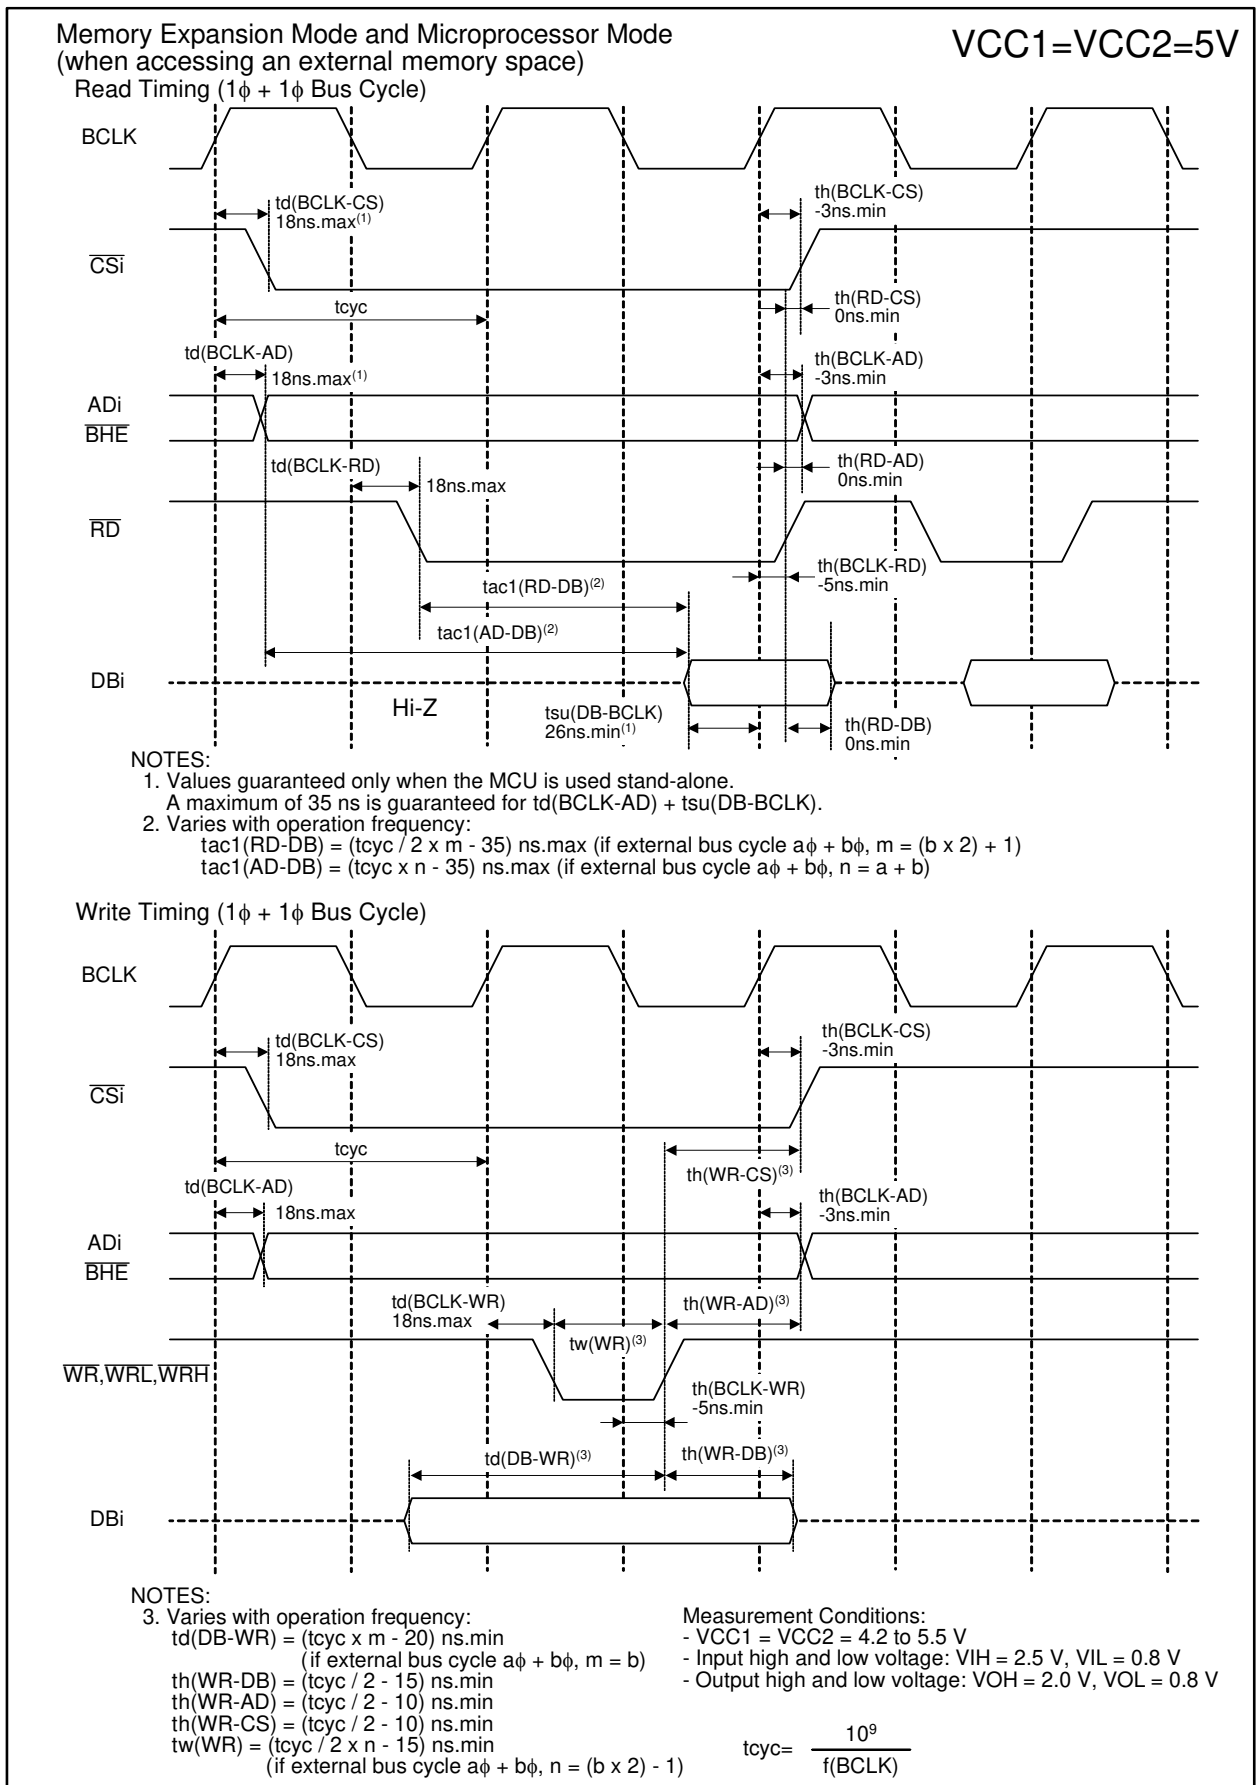 Memory Expansion Mode and Microprocessor Mode
(when accessing an external memory space)
VCC1=VCC2=5V
Read Timing (1ϕ + 1ϕ Bus Cycle)
BCLK
td(BCLK-CS)
18ns.max(1)
th(BCLK-CS)
-3ns.min
CSi
tcyc
th(RD-CS)
0ns.min
td(BCLK-AD)
18ns.max(1)
th(BCLK-AD)
-3ns.min
ADi
BHE
td(BCLK-RD)
18ns.max
th(RD-AD)
0ns.min
RD
th(BCLK-RD)
-5ns.min
tac1(RD-DB)(2)
tac1(AD-DB)(2)
DBi
Hi-Z
tsu(DB-BCLK)
26ns.min(1)
th(RD-DB)
0ns.min
NOTES:
1. Values guaranteed only when the MCU is used stand-alone.
A maximum of 35 ns is guaranteed for td(BCLK-AD) + tsu(DB-BCLK).
2. Varies with operation frequency:
tac1(RD-DB) = (tcyc / 2 x m - 35) ns.max (if external bus cycle aϕ + bϕ, m = (b x 2) + 1)
tac1(AD-DB) = (tcyc x n - 35) ns.max (if external bus cycle aϕ + bϕ, n = a + b)
Write Timing (1ϕ + 1ϕ Bus Cycle)
BCLK
td(BCLK-CS)
18ns.max
th(BCLK-CS)
-3ns.min
CSi
tcyc
th(WR-CS)(3)
td(BCLK-AD)
18ns.max
th(BCLK-AD)
-3ns.min
ADi
BHE
td(BCLK-WR)
18ns.max
th(WR-AD)(3)
tw(WR)(3)
WR,WRL,WRH
th(BCLK-WR)
-5ns.min
td(DB-WR)(3)
th(WR-DB)(3)
DBi
NOTES:
3. Varies with operation frequency:
td(DB-WR) = (tcyc x m - 20) ns.min
(if external bus cycle aϕ + bϕ, m = b)
th(WR-DB) = (tcyc / 2 - 15) ns.min
th(WR-AD) = (tcyc / 2 - 10) ns.min
th(WR-CS) = (tcyc / 2 - 10) ns.min
tw(WR) = (tcyc / 2 x n - 15) ns.min
(if external bus cycle aϕ + bϕ, n = (b x 2) - 1)
Measurement Conditions:
- VCC1 = VCC2 = 4.2 to 5.5 V
- Input high and low voltage: VIH = 2.5 V, VIL = 0.8 V
- Output high and low voltage: VOH = 2.0 V, VOL = 0.8 V
tcyc= 10⁹
f(BCLK)